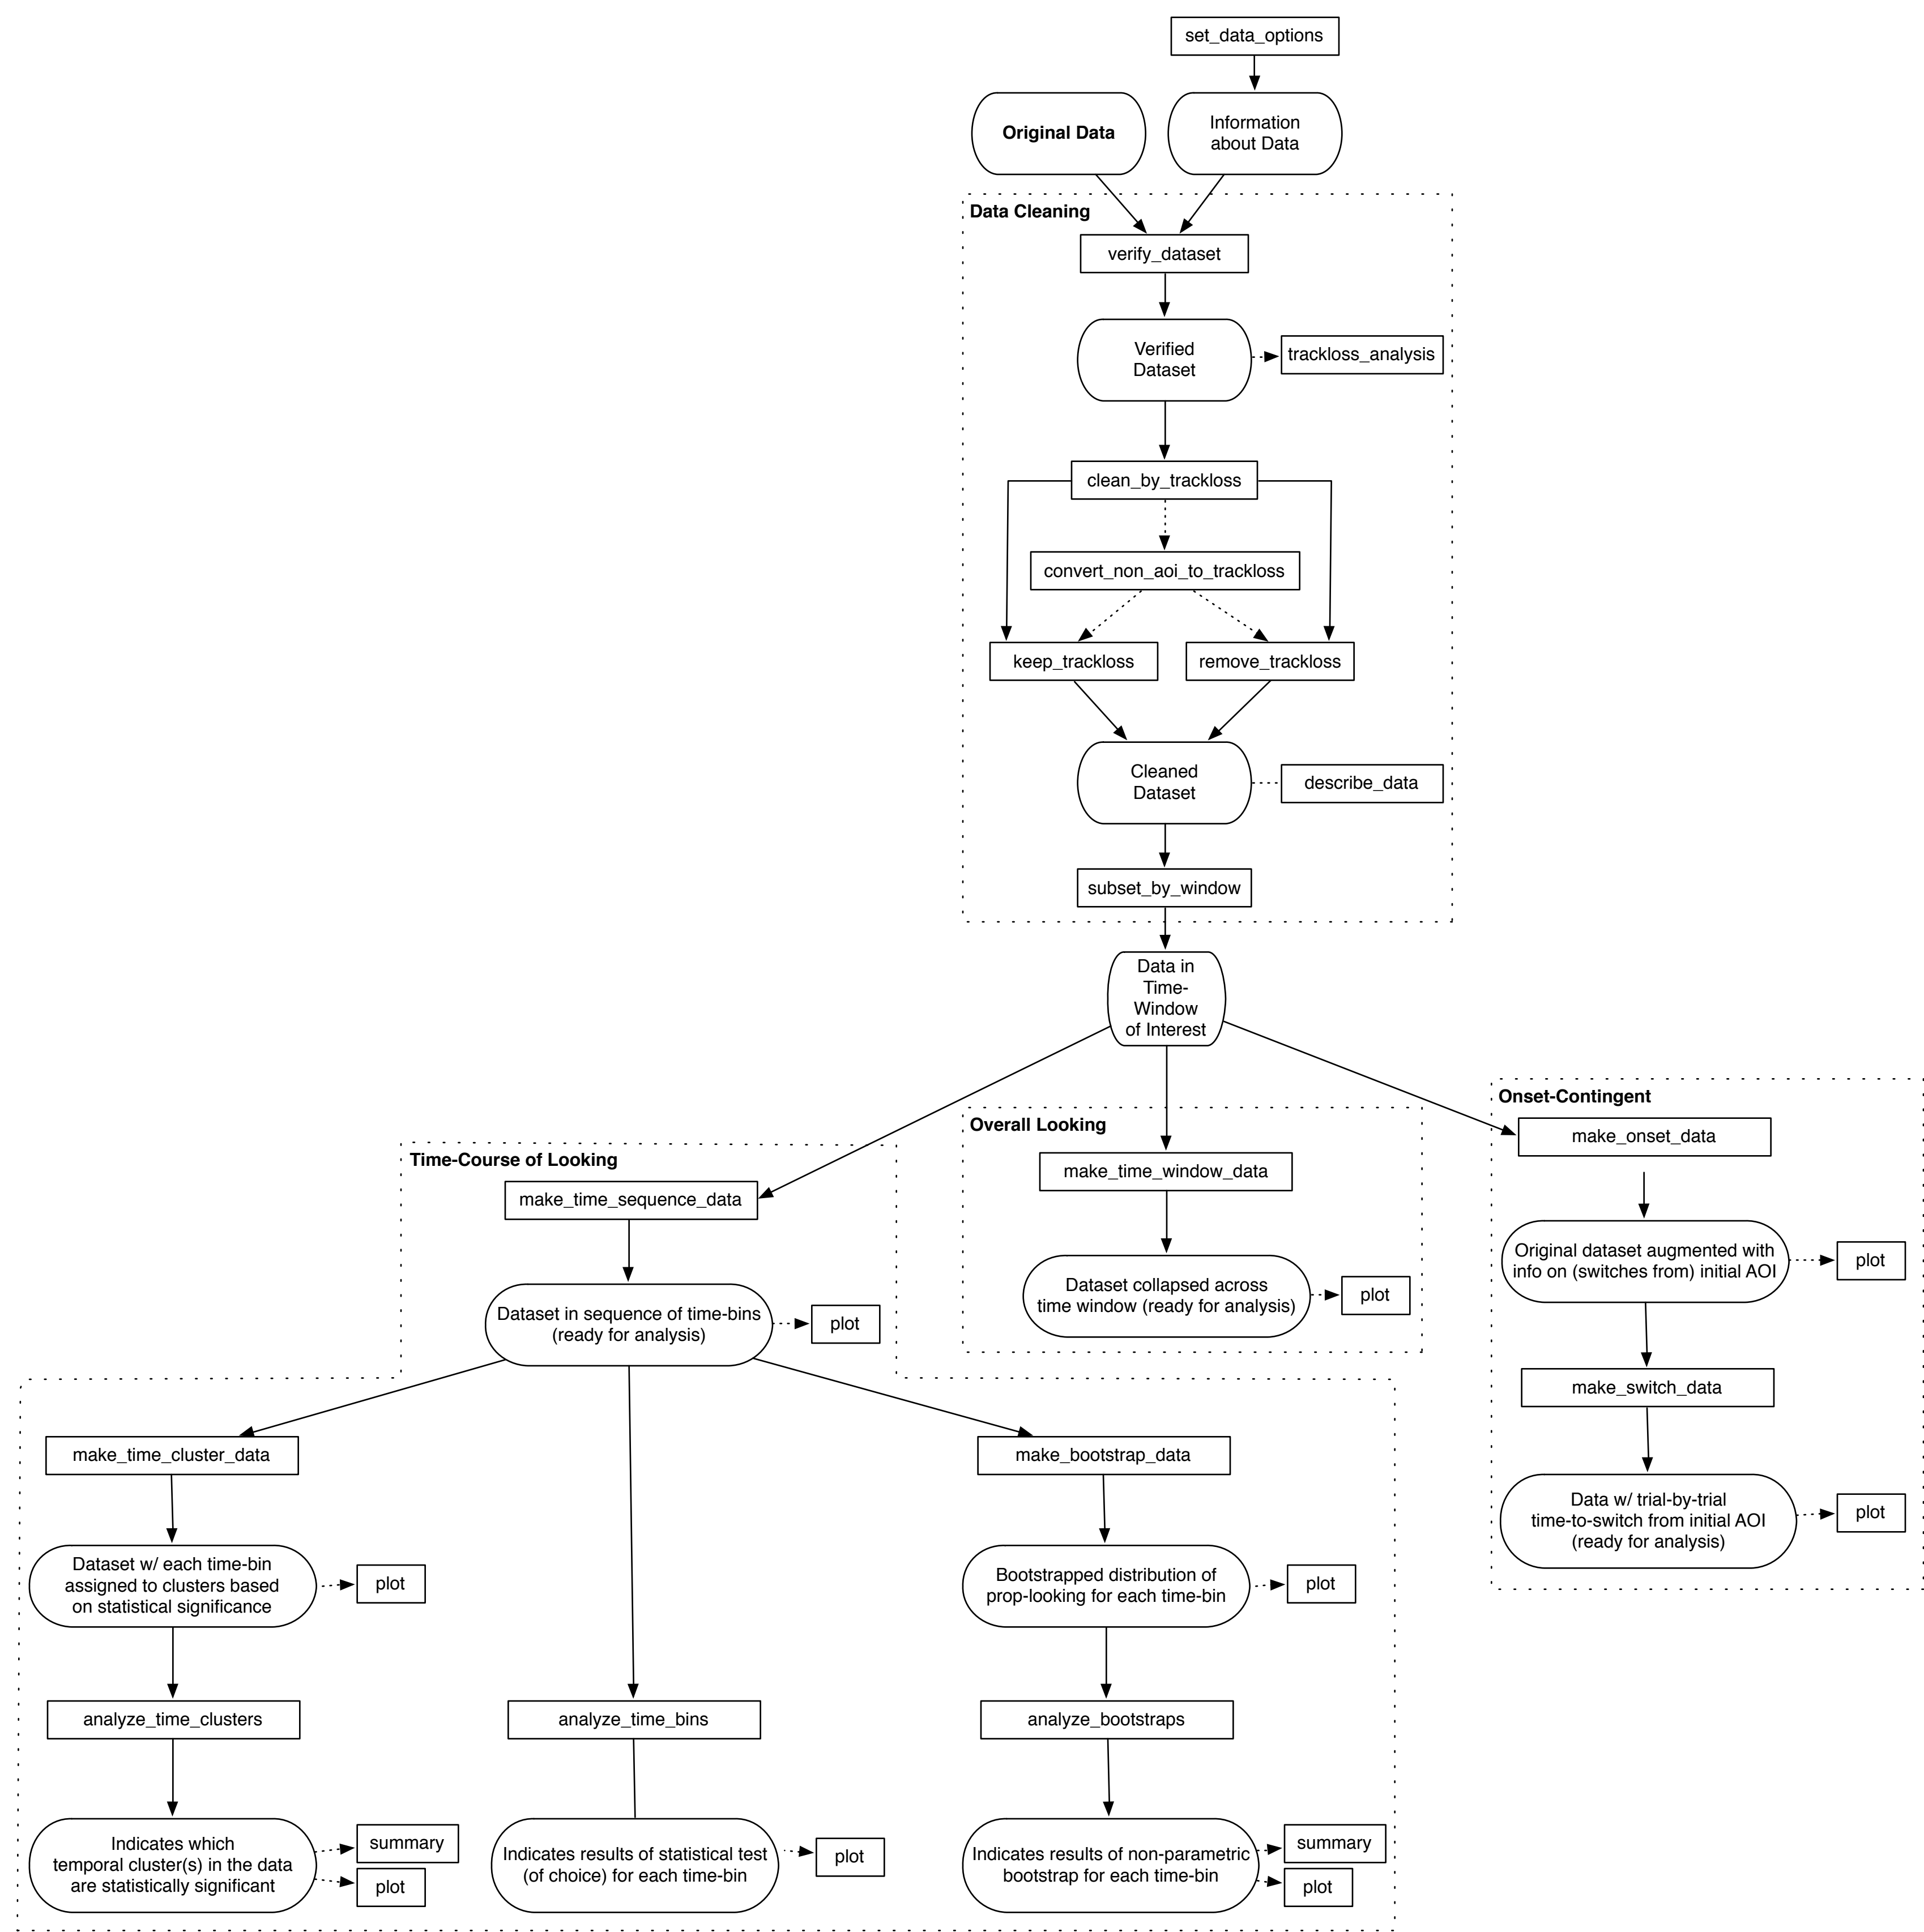 set_data_options
Original Data
Information
about Data
Data Cleaning
verify_dataset
Verified
Dataset
trackloss_analysis
clean_by_trackloss
convert_non_aoi_to_trackloss
keep_trackloss
remove_trackloss
Cleaned
Dataset
describe_data
subset_by_window
Data in
Time-
Window
of Interest
Time-Course of Looking
make_time_sequence_data
Dataset in sequence of time-bins
(ready for analysis)
plot
Overall Looking
make_time_window_data
Dataset collapsed across
time window (ready for analysis)
plot
Onset-Contingent
make_onset_data
Original dataset augmented with
info on (switches from) initial AOI
plot
make_switch_data
Data w/ trial-by-trial
time-to-switch from initial AOI
(ready for analysis)
plot
make_time_cluster_data
Dataset w/ each time-bin
assigned to clusters based
on statistical significance
plot
analyze_time_clusters
Indicates which
temporal cluster(s) in the data
are statistically significant
summary
plot
analyze_time_bins
Indicates results of statistical test
(of choice) for each time-bin
plot
make_bootstrap_data
Bootstrapped distribution of
prop-looking for each time-bin
plot
analyze_bootstraps
Indicates results of non-parametric
bootstrap for each time-bin
summary
plot